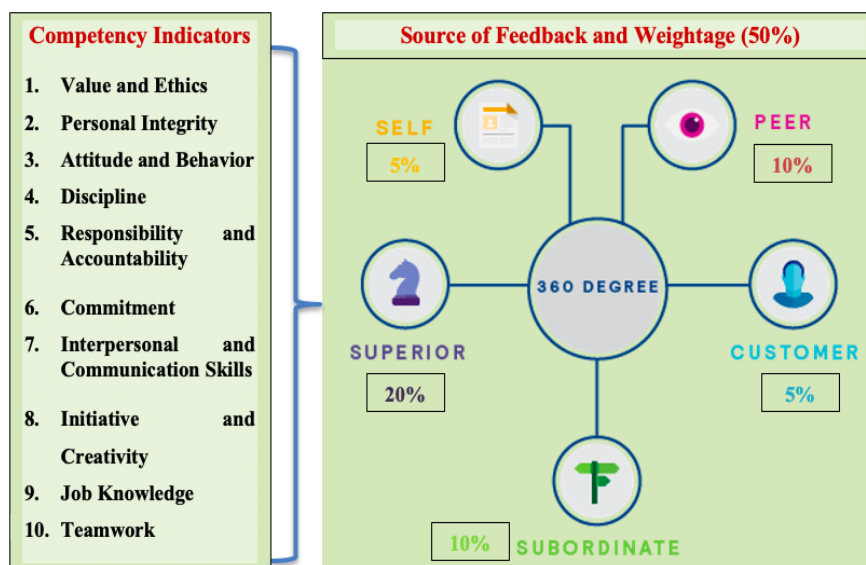 Competency Indicators
1. Value and Ethics
2. Personal Integrity
3. Attitude and Behavior
4. Discipline
5. Responsibility and
Accountability
6. Commitment
7. Interpersonal and
Communication Skills
8. Initiative and
Creativity
9. Job Knowledge
10. Teamwork
Source of Feedback and Weightage (50%)
SELF
5%
PEER
10%
360 DEGREE
SUPERIOR
20%
CUSTOMER
5%
10%
SUBORDINATE